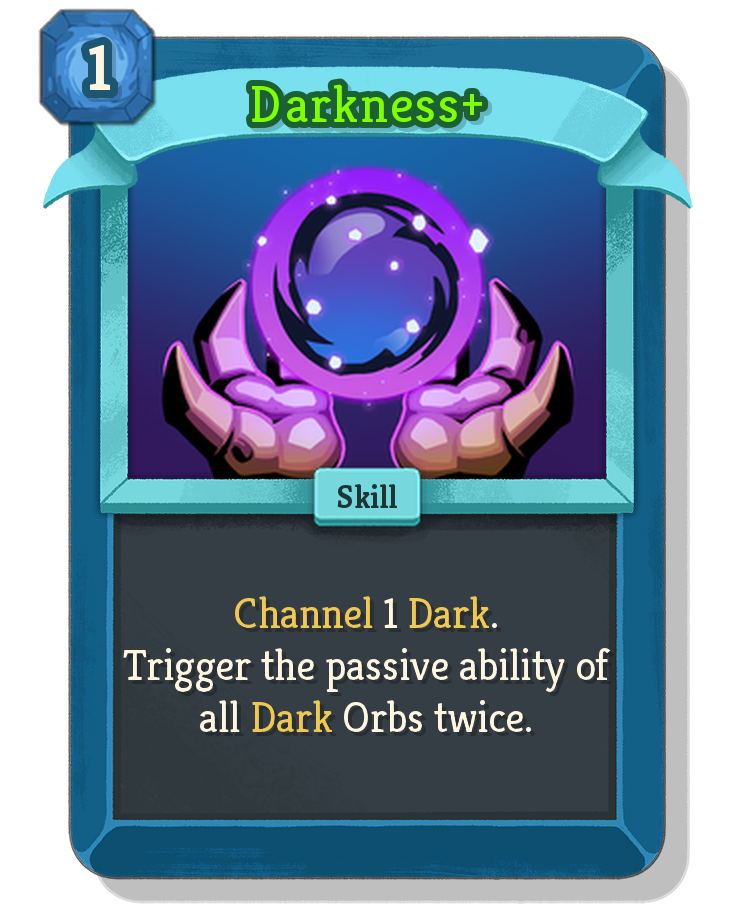 1
Darkness+
Skill
Channel 1 Dark.
Trigger the passive ability of
all Dark Orbs twice.